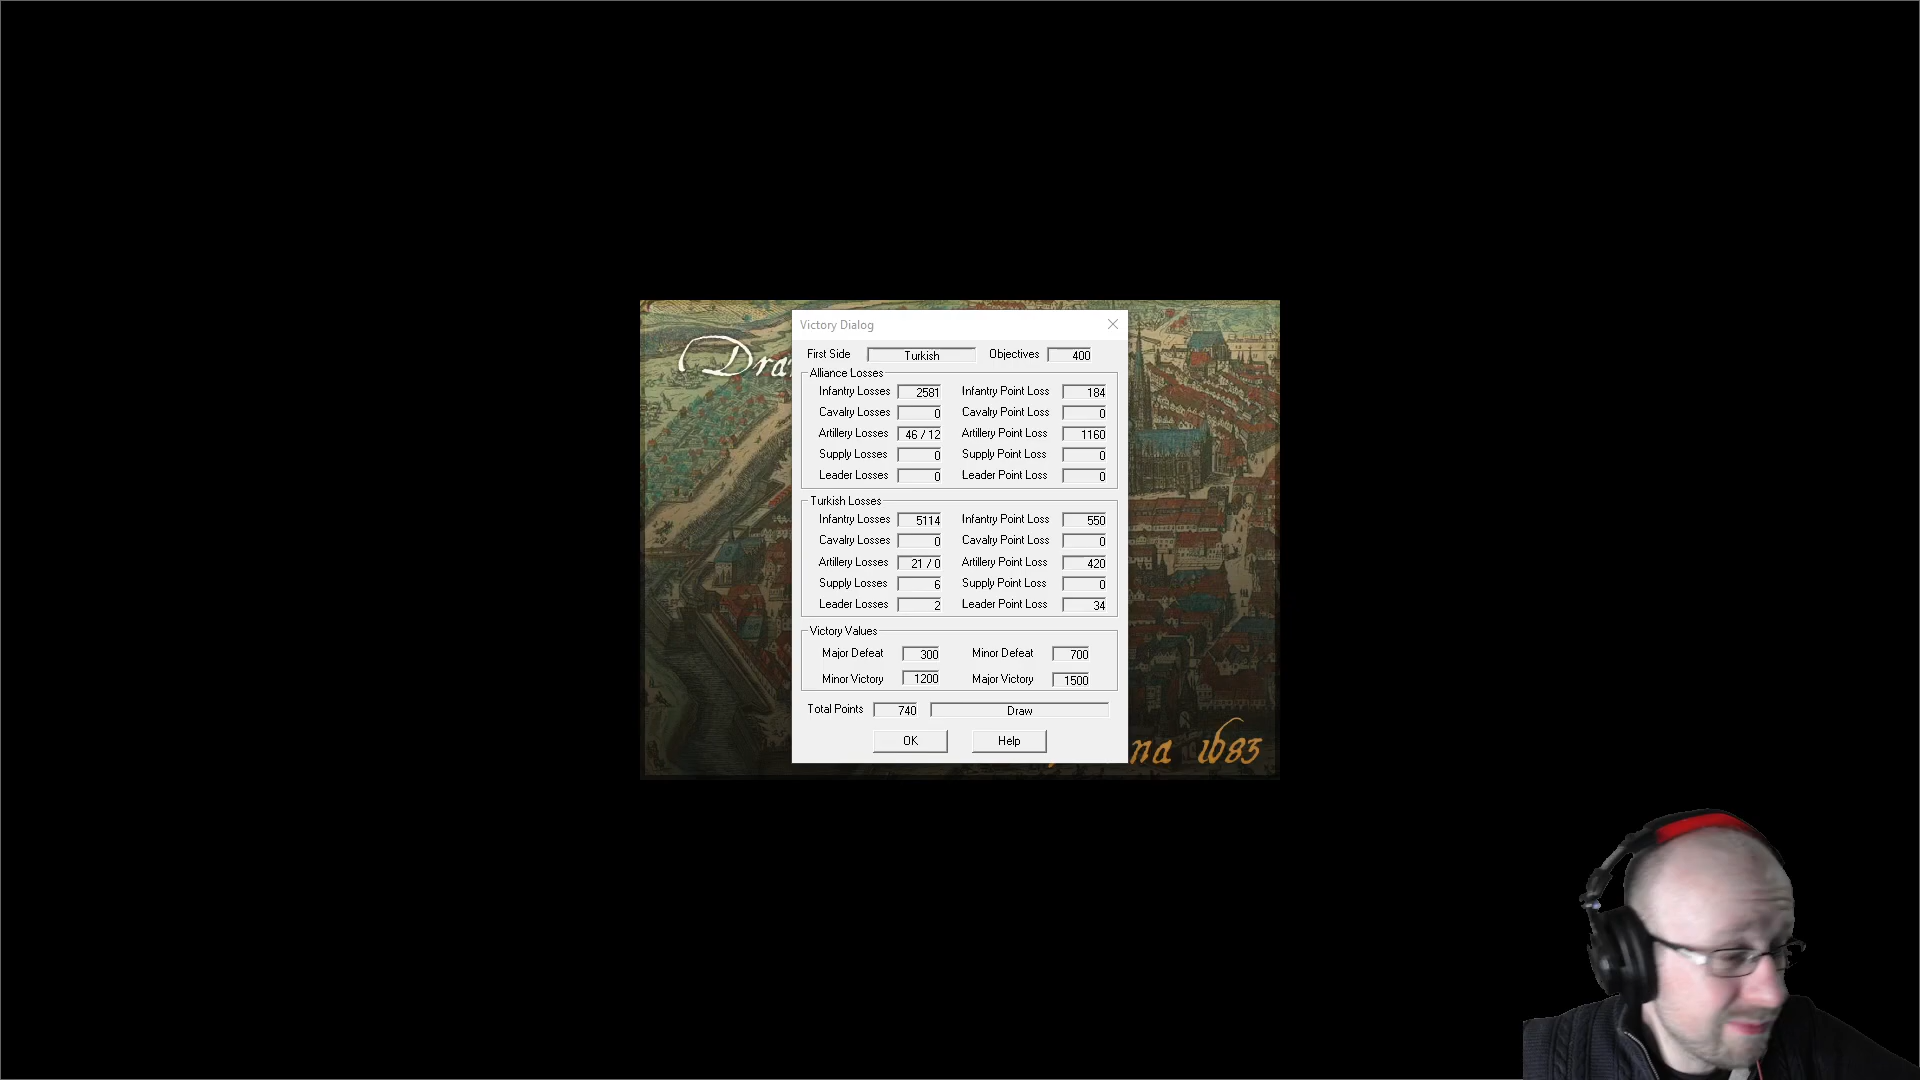 Victory Dialog
First Side Turkish Objectives 400
Alliance Losses
Infantry Losses 2581 Infantry Point Loss 184
Cavalry Losses 0 Cavalry Point Loss 0
Artillery Losses 46 / 12 Artillery Point Loss 1160
Supply Losses 0 Supply Point Loss 0
Leader Losses 0 Leader Point Loss 0
Turkish Losses
Infantry Losses 5114 Infantry Point Loss 550
Cavalry Losses 0 Cavalry Point Loss 0
Artillery Losses 21 / 0 Artillery Point Loss 420
Supply Losses 6 Supply Point Loss 0
Leader Losses 2 Leader Point Loss 34
Victory Values
Major Defeat 300 Minor Defeat 700
Minor Victory 1200 Major Victory 1500
Total Points 740 Draw
OK Help
Dra
na 1683